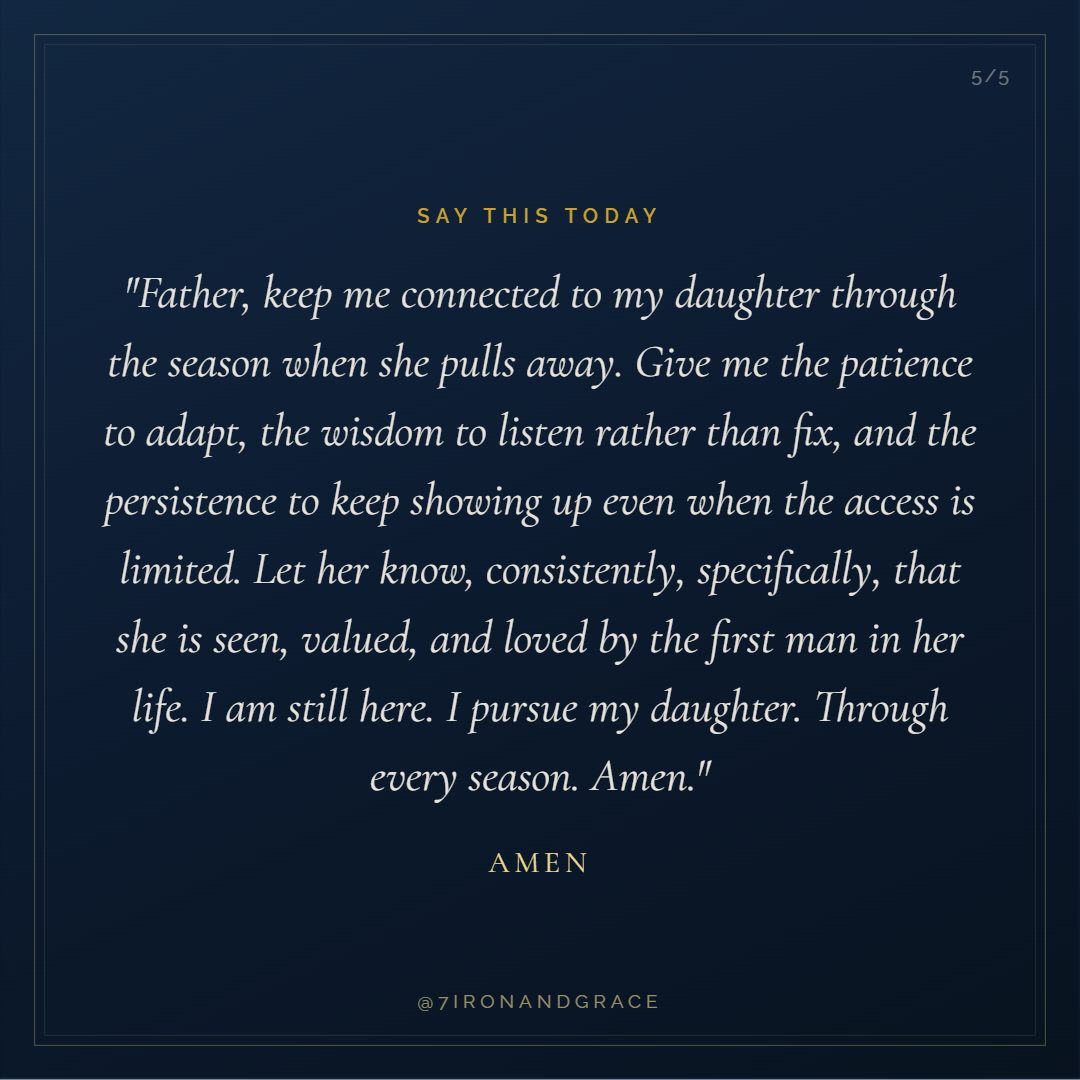 5/5
SAY THIS TODAY
"Father, keep me connected to my daughter through
the season when she pulls away. Give me the patience
to adapt, the wisdom to listen rather than fix, and the
persistence to keep showing up even when the access is
limited. Let her know, consistently, specifically, that
she is seen, valued, and loved by the first man in her
life. I am still here. I pursue my daughter. Through
every season. Amen."
AMEN
@7IRONANDGRACE